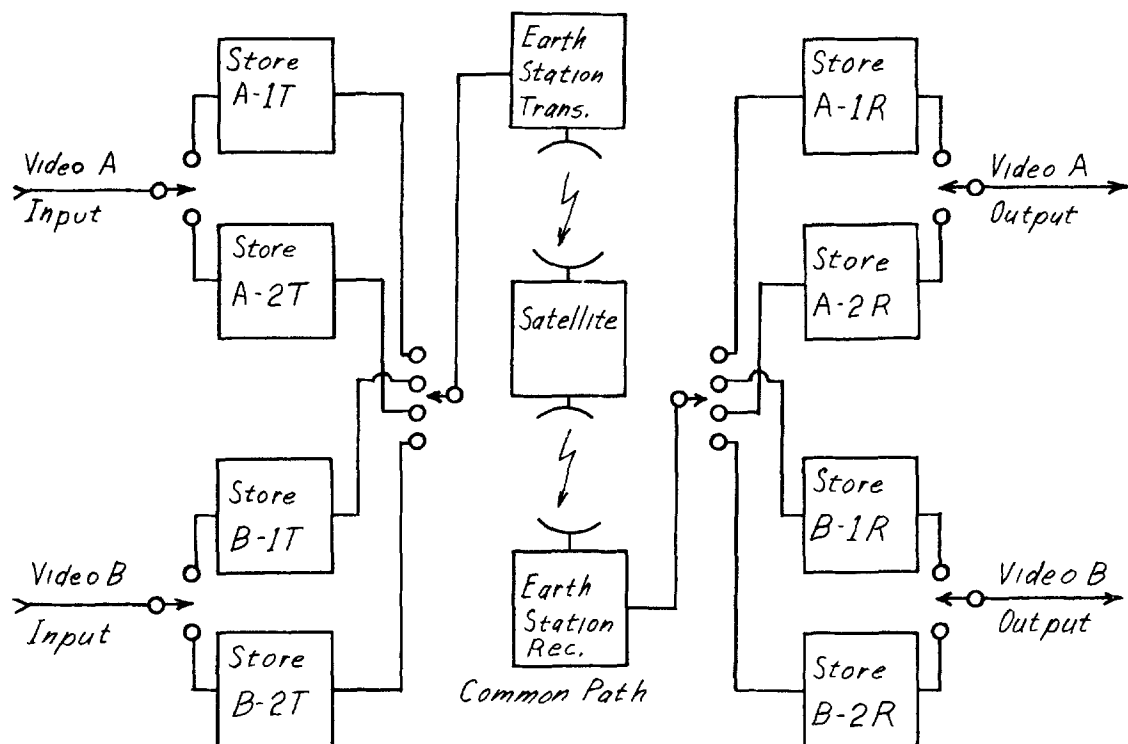 Store
A-1T
Video A
Input
Store
A-2T
Store
B-1T
Video B
Input
Store
B-2T
Earth
Station
Trans.
Satellite
Earth
Station
Rec.
Common Path
Store
A-1R
Video A
Output
Store
A-2R
Store
B-1R
Video B
Output
Store
B-2R